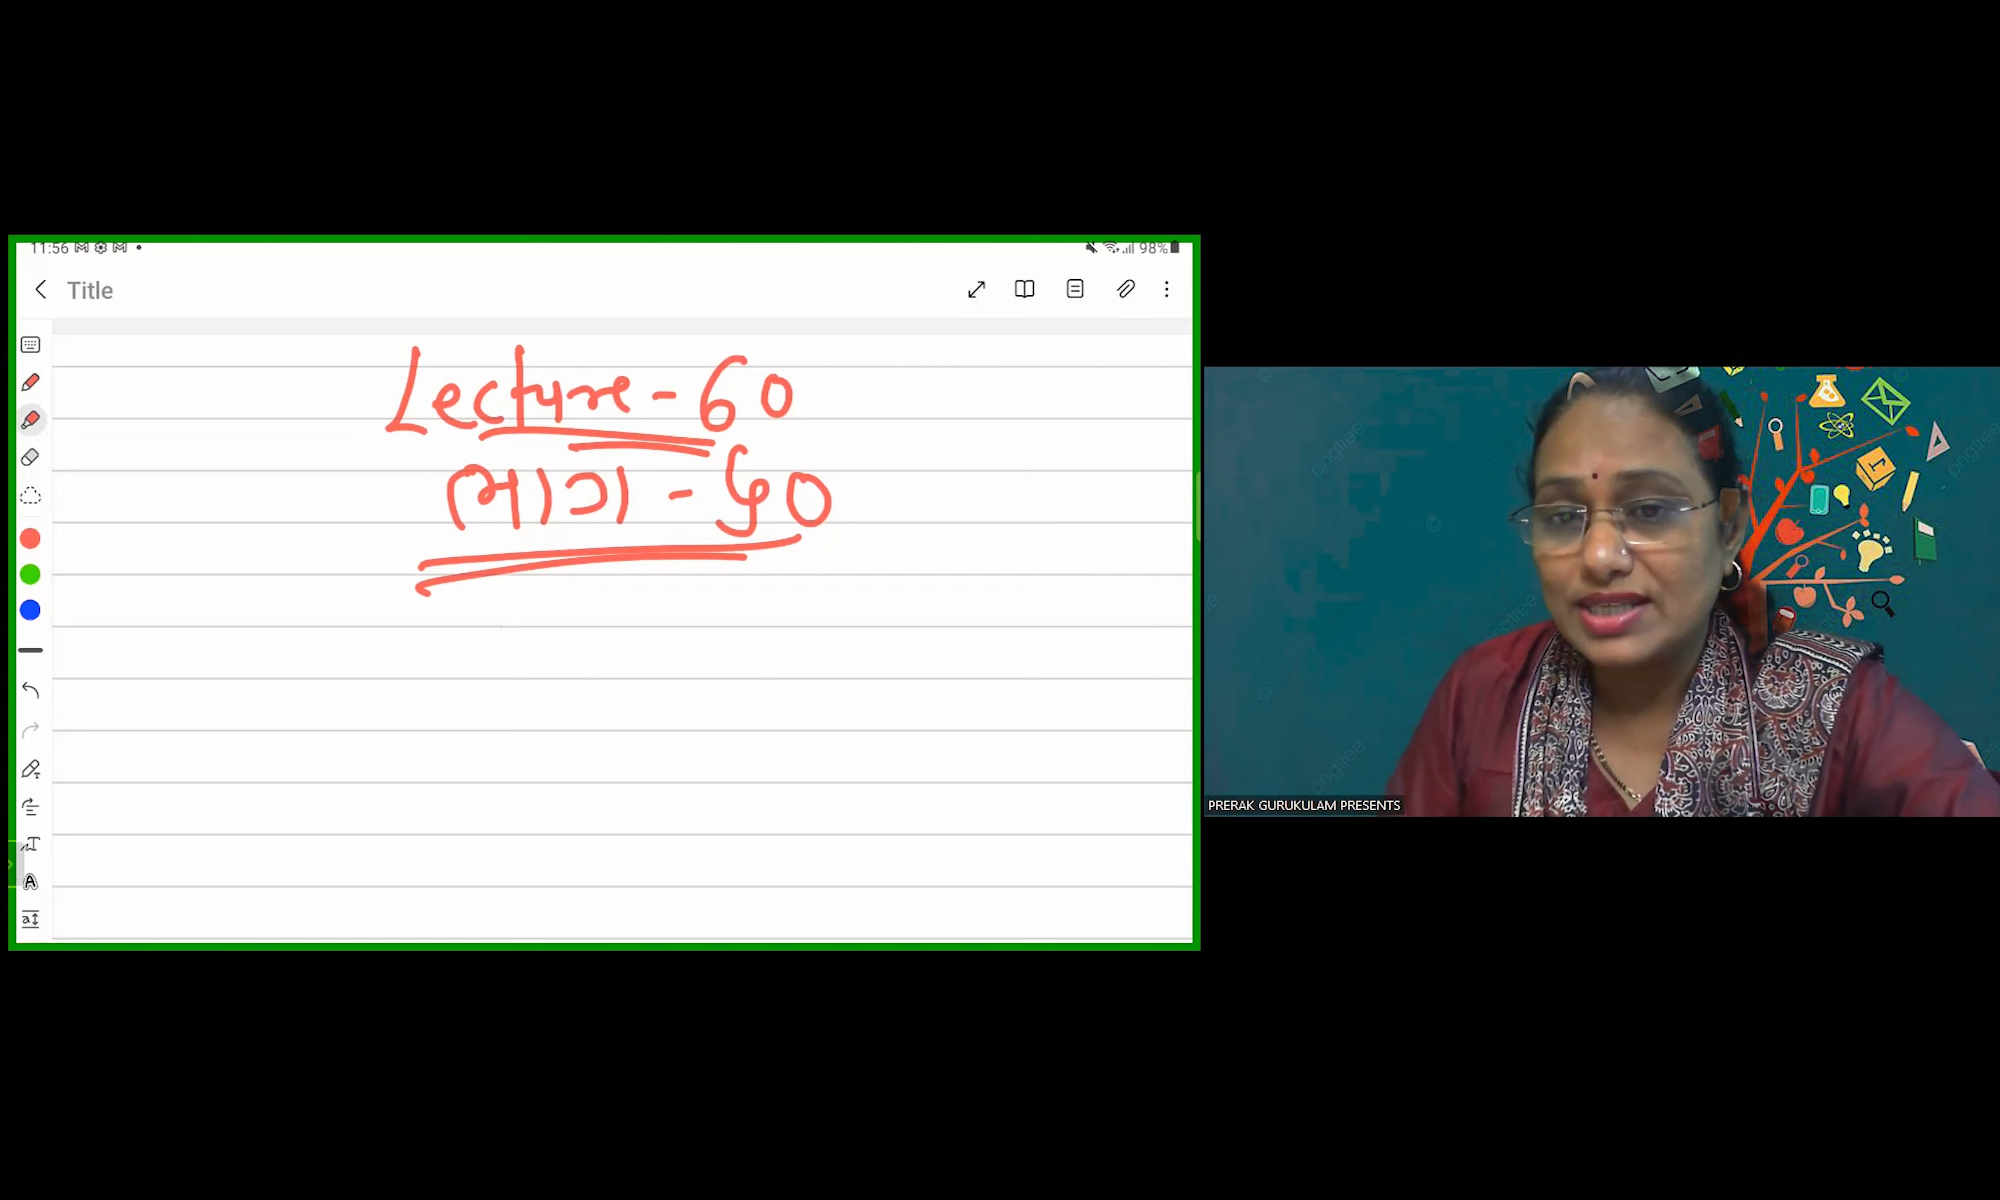 11:56
98%
Title
Lecture - 60
ભાગ - ૬૦
PRERAK GURUKULAM PRESENTS